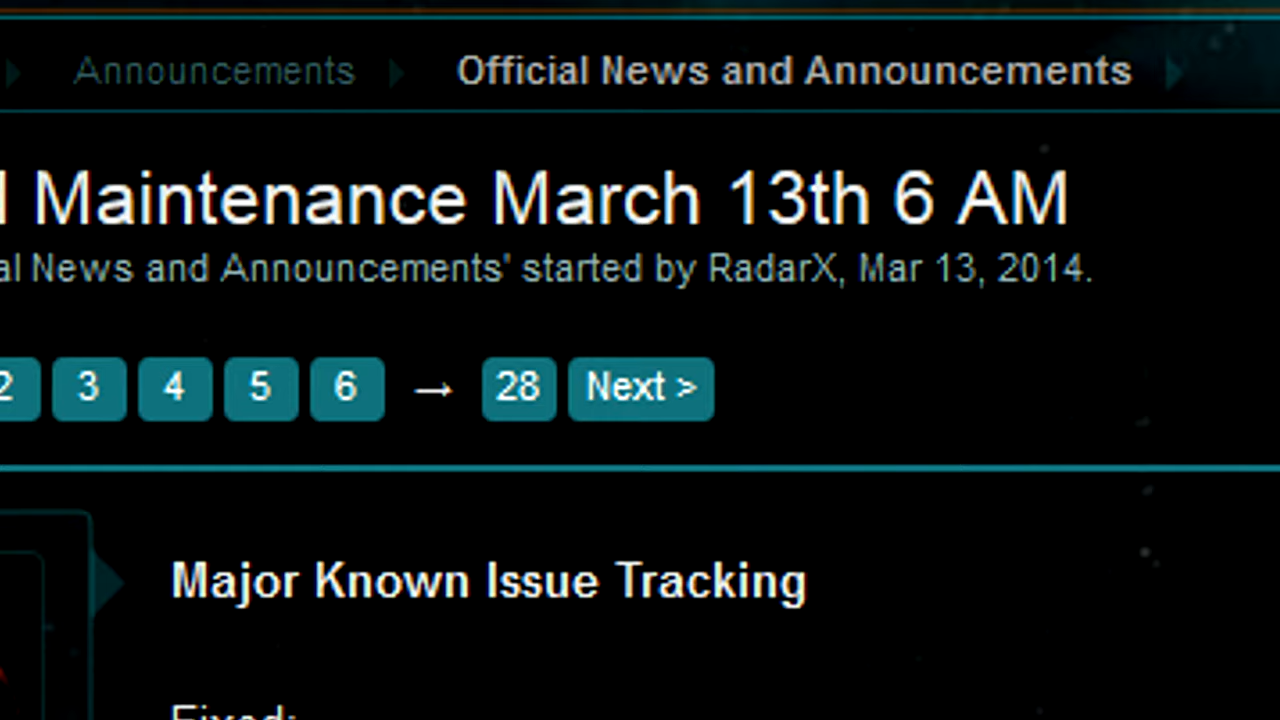 Announcements Official News and Announcements
Maintenance March 13th 6 AM
News and Announcements' started by RadarX, Mar 13, 2014.
2 3 4 5 6 → 28 Next >
Major Known Issue Tracking
Fixed: